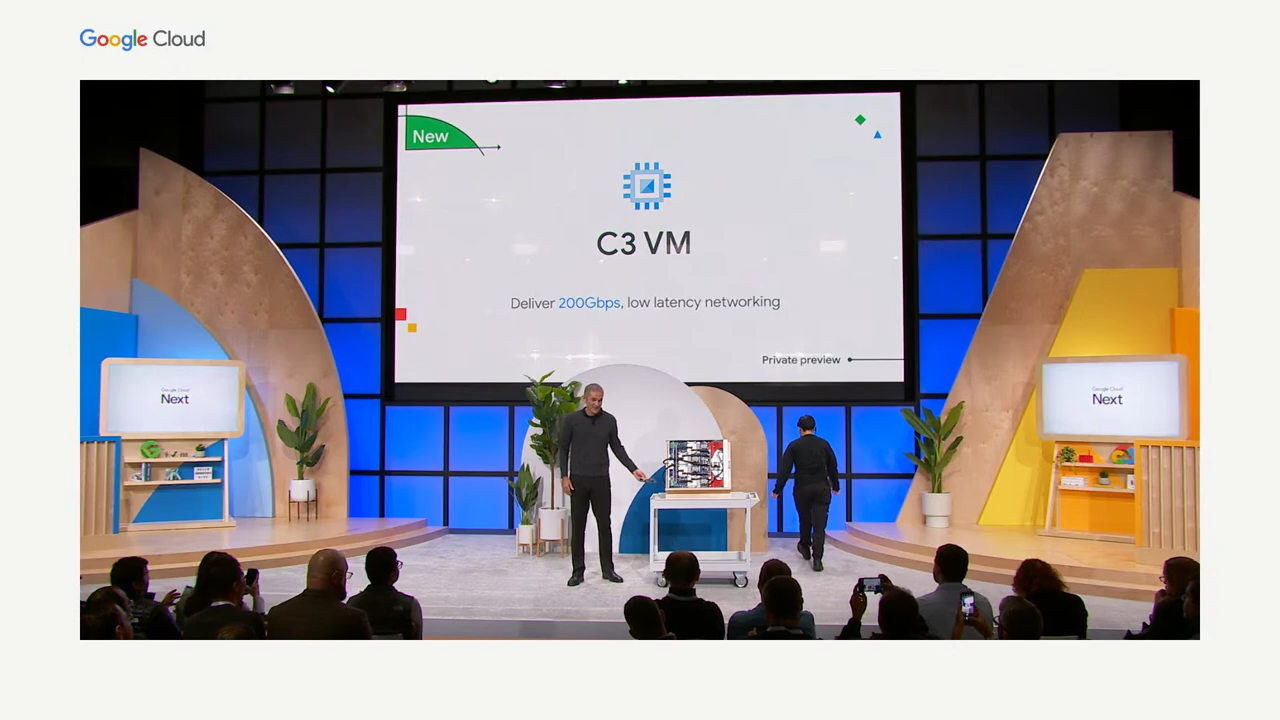 Google Cloud
New
C3 VM
Deliver 200Gbps, low latency networking
Private preview
Google Cloud
Next
Google Cloud
Next